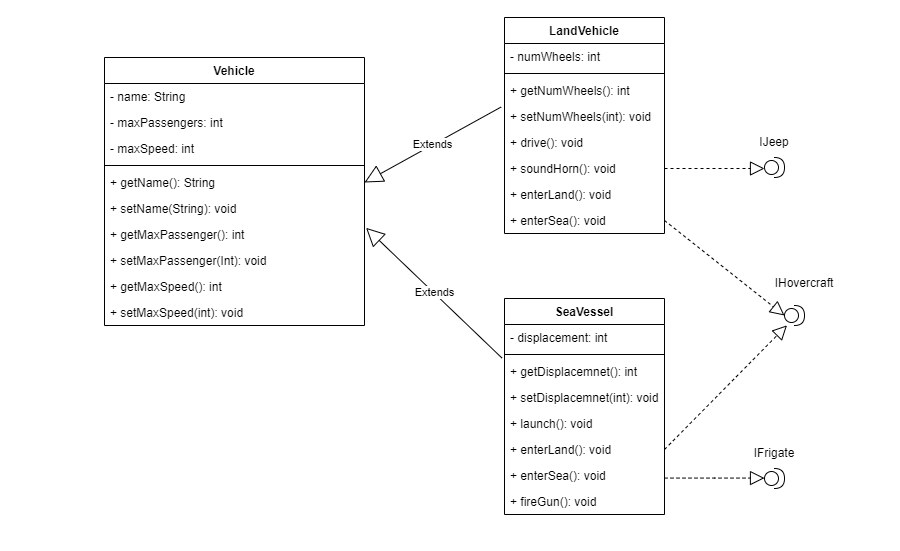 Vehicle
- name: String
- maxPassengers: int
- maxSpeed: int
+ getName(): String
+ setName(String): void
+ getMaxPassenger(): int
+ setMaxPassenger(Int): void
+ getMaxSpeed(): int
+ setMaxSpeed(int): void
Extends
Extends
LandVehicle
- numWheels: int
+ getNumWheels(): int
+ setNumWheels(int): void
+ drive(): void
+ soundHorn(): void
+ enterLand(): void
+ enterSea(): void
SeaVessel
- displacement: int
+ getDisplacemnet(): int
+ setDisplacemnet(int): void
+ launch(): void
+ enterLand(): void
+ enterSea(): void
+ fireGun(): void
IJeep
IHovercraft
IFrigate